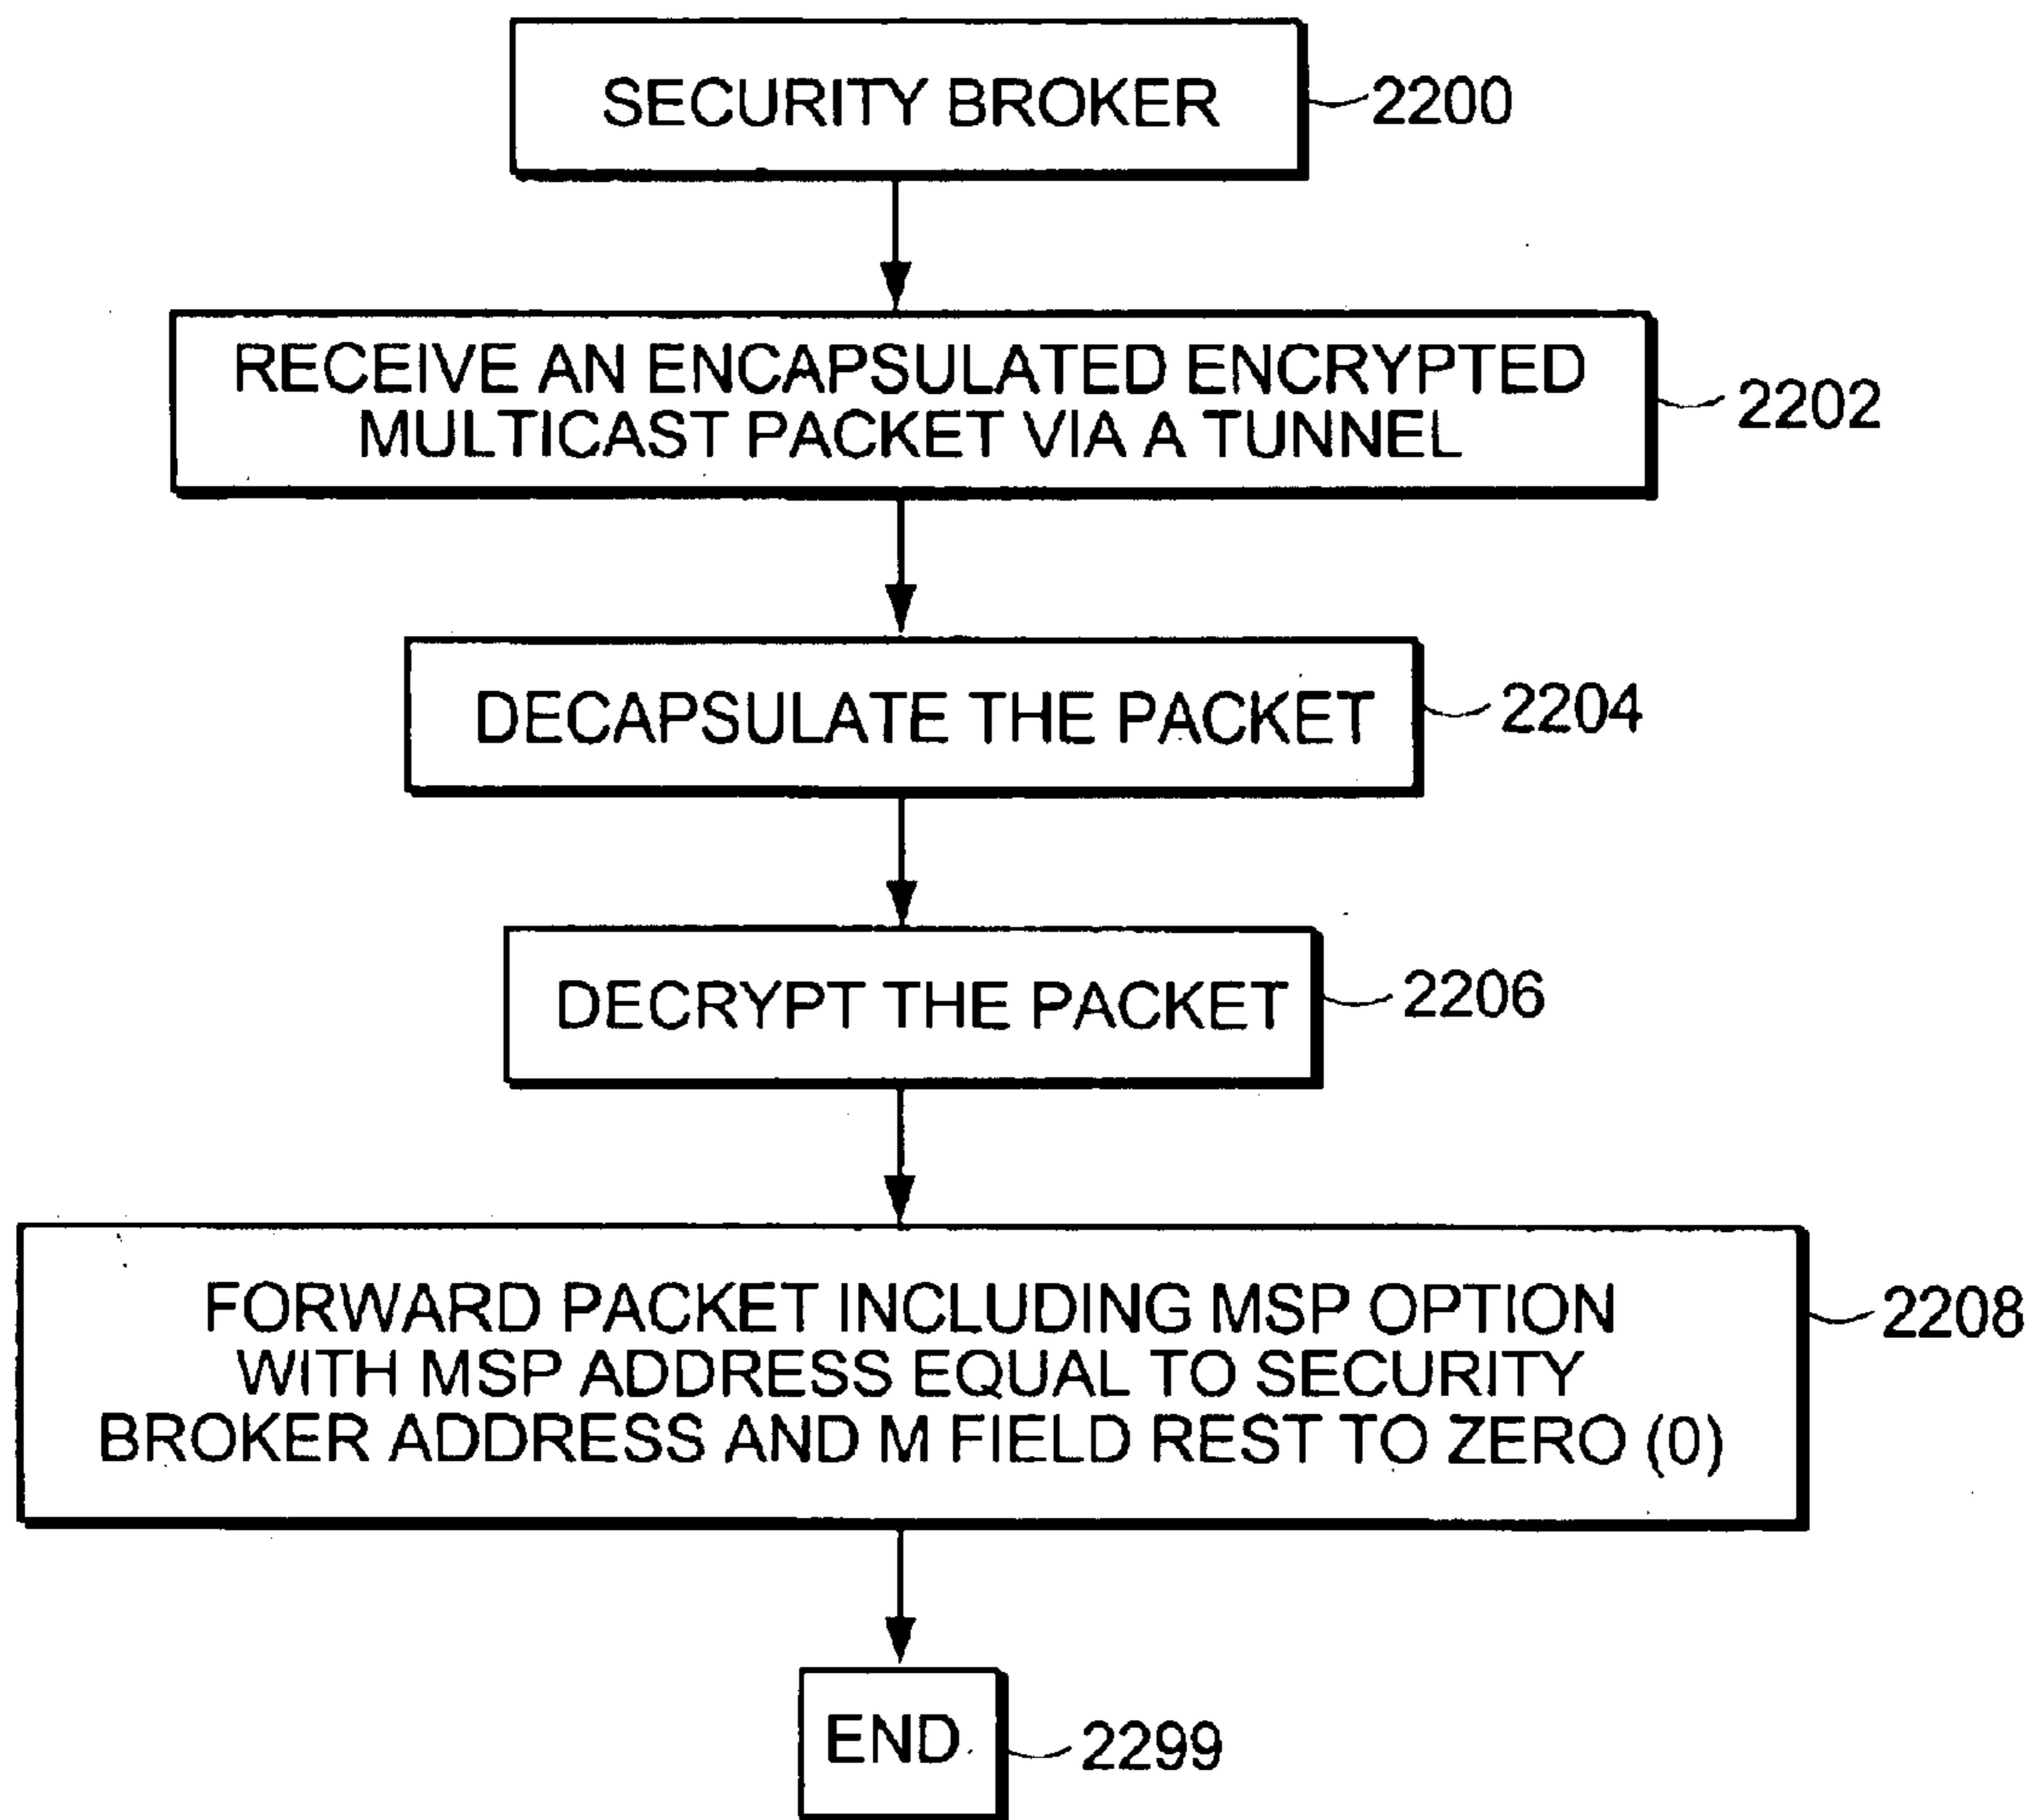 SECURITY BROKER 2200
RECEIVE AN ENCAPSULATED ENCRYPTED
MULTICAST PACKET VIA A TUNNEL
2202
DECAPSULATE THE PACKET 2204
DECRYPT THE PACKET 2206
FORWARD PACKET INCLUDING MSP OPTION
WITH MSP ADDRESS EQUAL TO SECURITY
BROKER ADDRESS AND M FIELD REST TO ZERO (0)
2208
END 2299